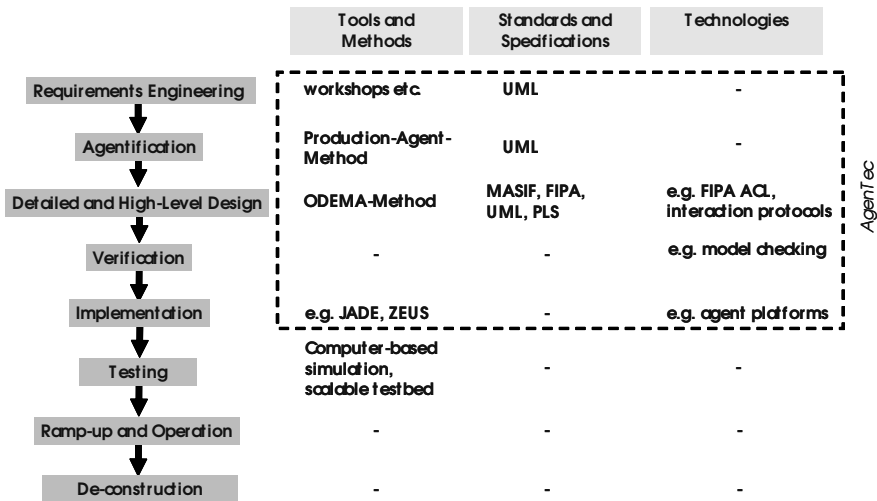 Tools and
Methods
Standards and
Specifications
Technologies
Requirements Engineering
workshops etc.
UML
-
Agentification
Production-Agent-
Method
UML
-
Detailed and High-Level Design
ODEMA-Method
MASIF, FIPA,
UML, PLS
e.g. FIPA ACL,
interaction protocols
Verification
-
-
e.g. model checking
Implementation
e.g. JADE, ZEUS
-
e.g. agent platforms
AgenTec
Testing
Computer-based
simulation,
scalable testbed
-
-
Ramp-up and Operation
-
-
-
De-construction
-
-
-